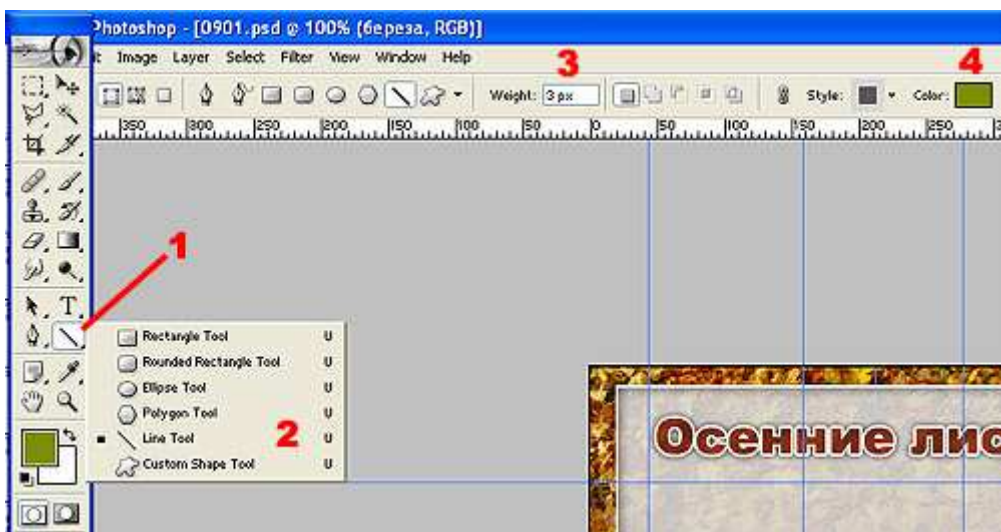 Photoshop - [0901.psd @ 100% (береза, RGB)]
Image Layer Select Filter View Window Help
3
4
Weight: 3 px
Style:
Color:
350 300 250 200 150 100 50 0 50 100 150 200 250
1
T
Rectangle Tool U
Rounded Rectangle Tool U
Ellipse Tool U
Polygon Tool U
Line Tool U
2
Custom Shape Tool U
Осенние лис